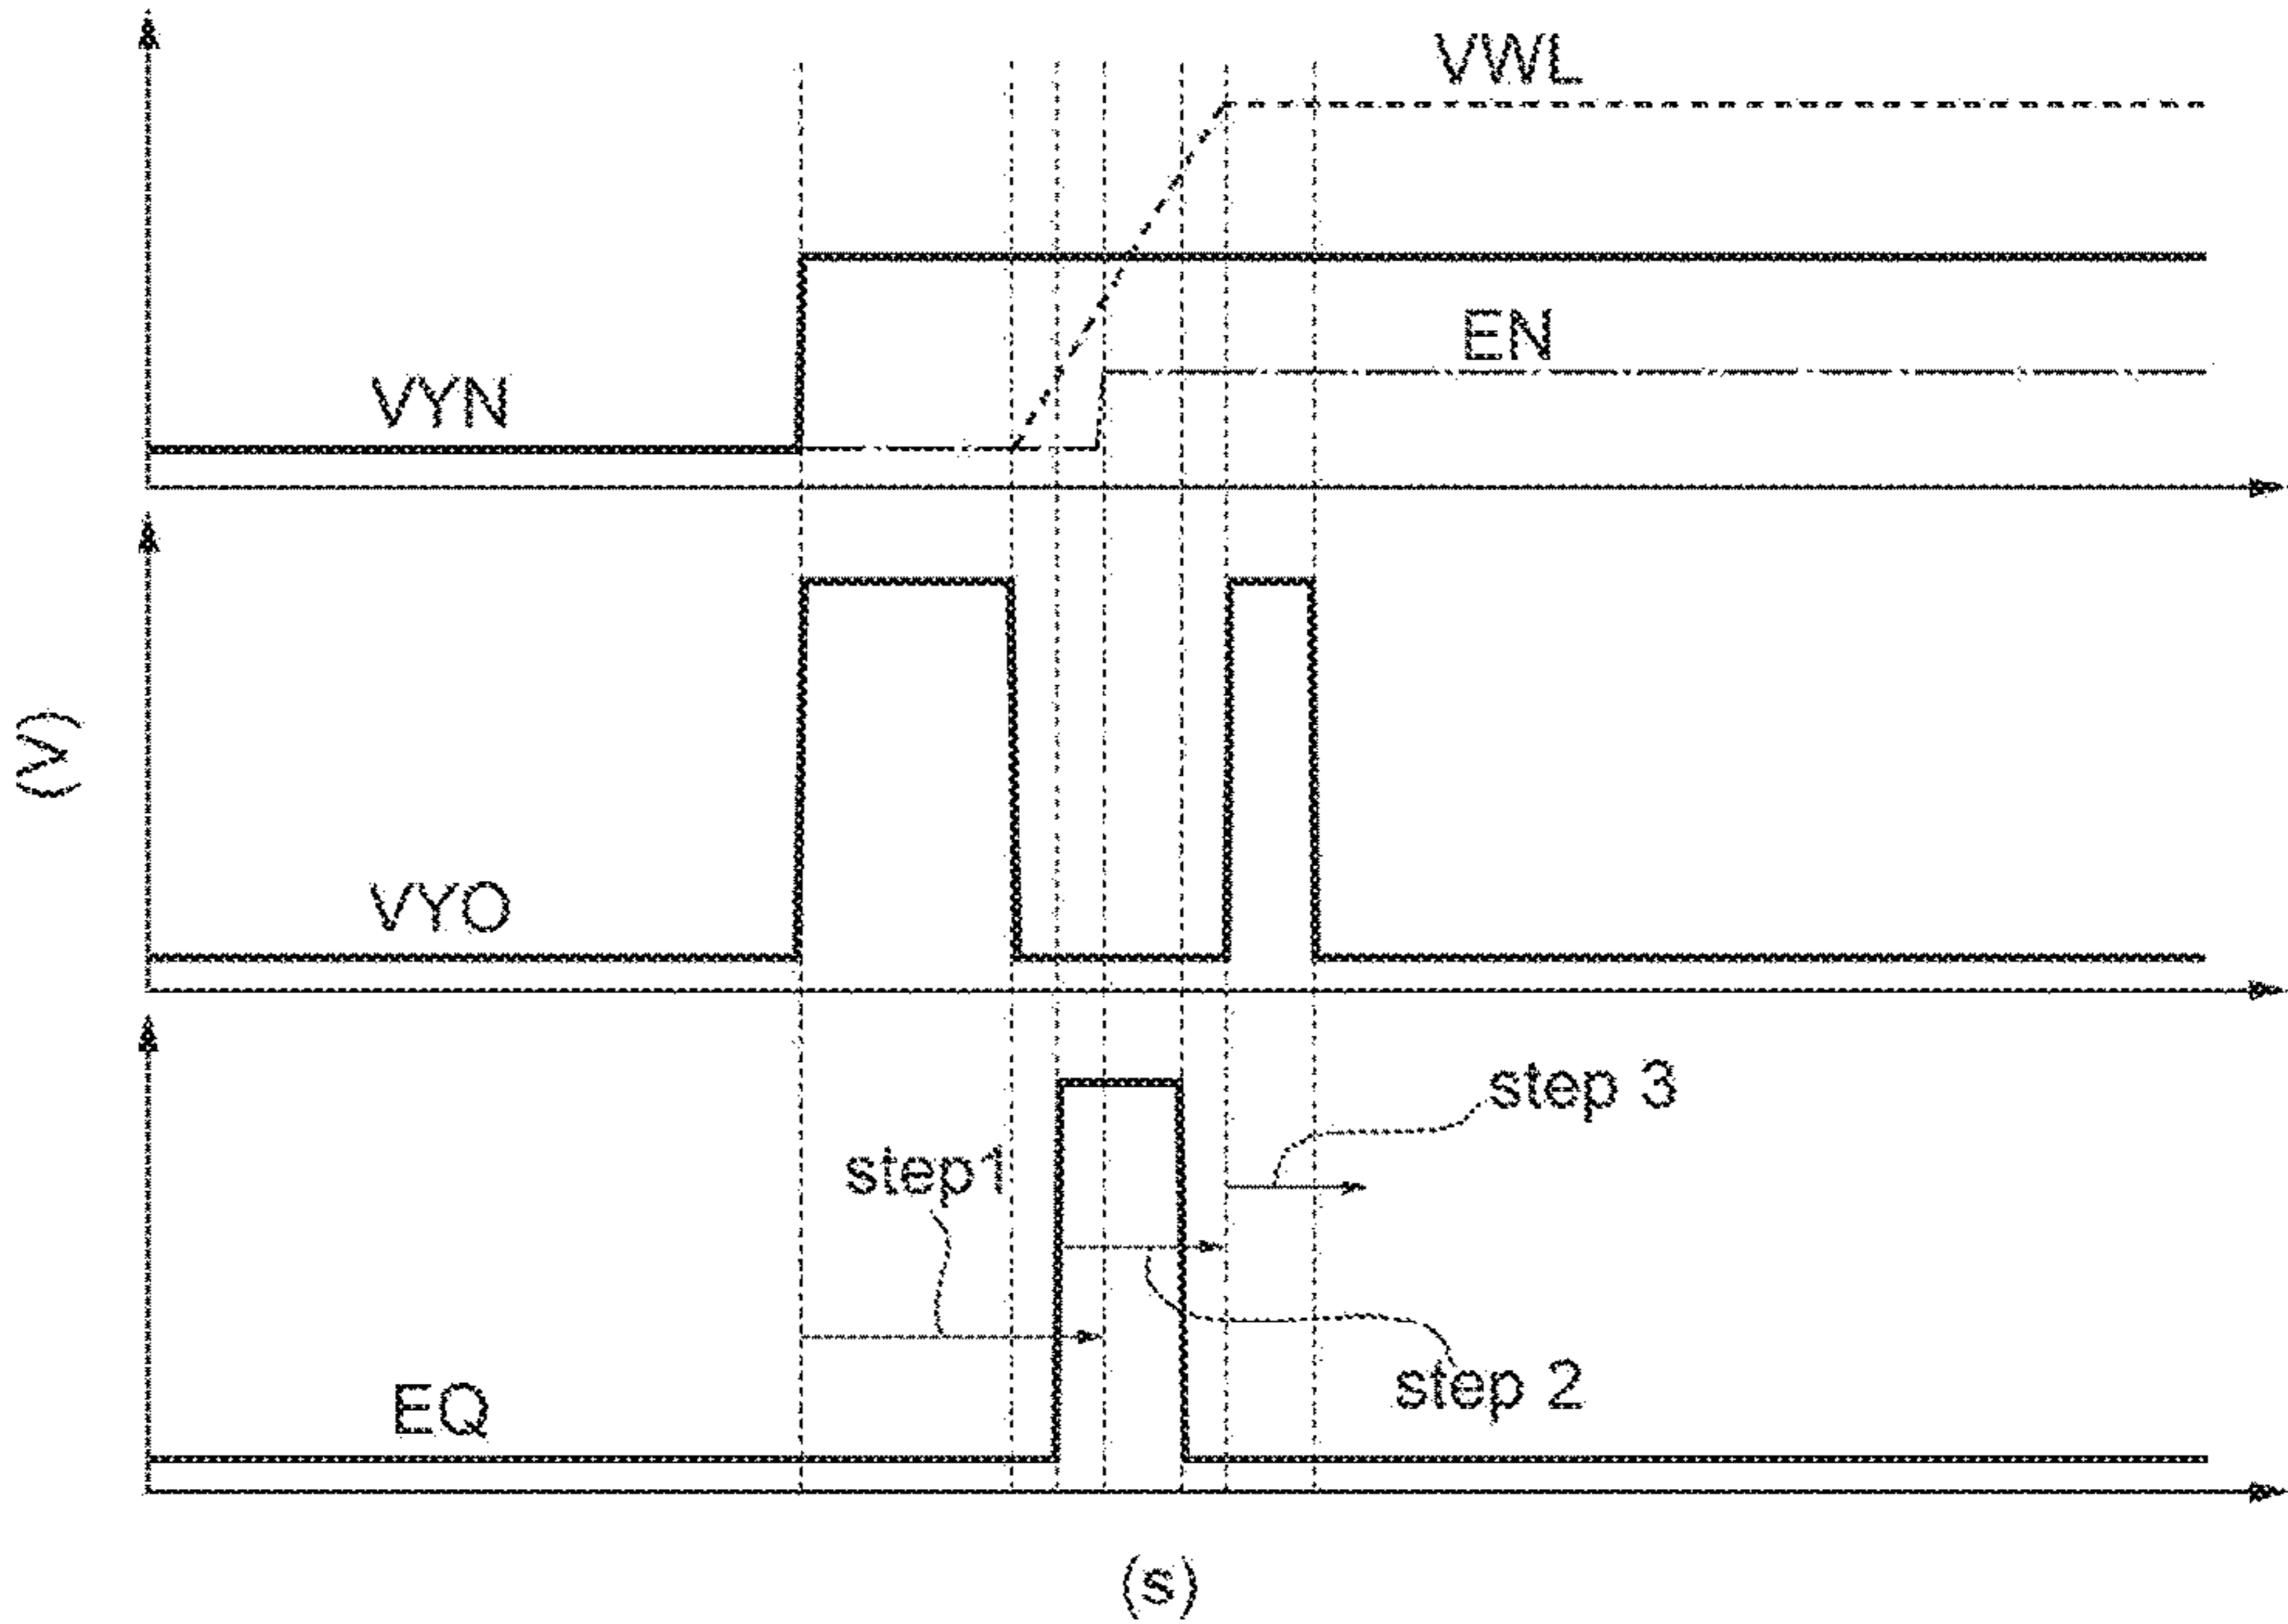 VWL
EN
VYN
(V)
VYO
step 3
step1
step 2
EQ
(s)